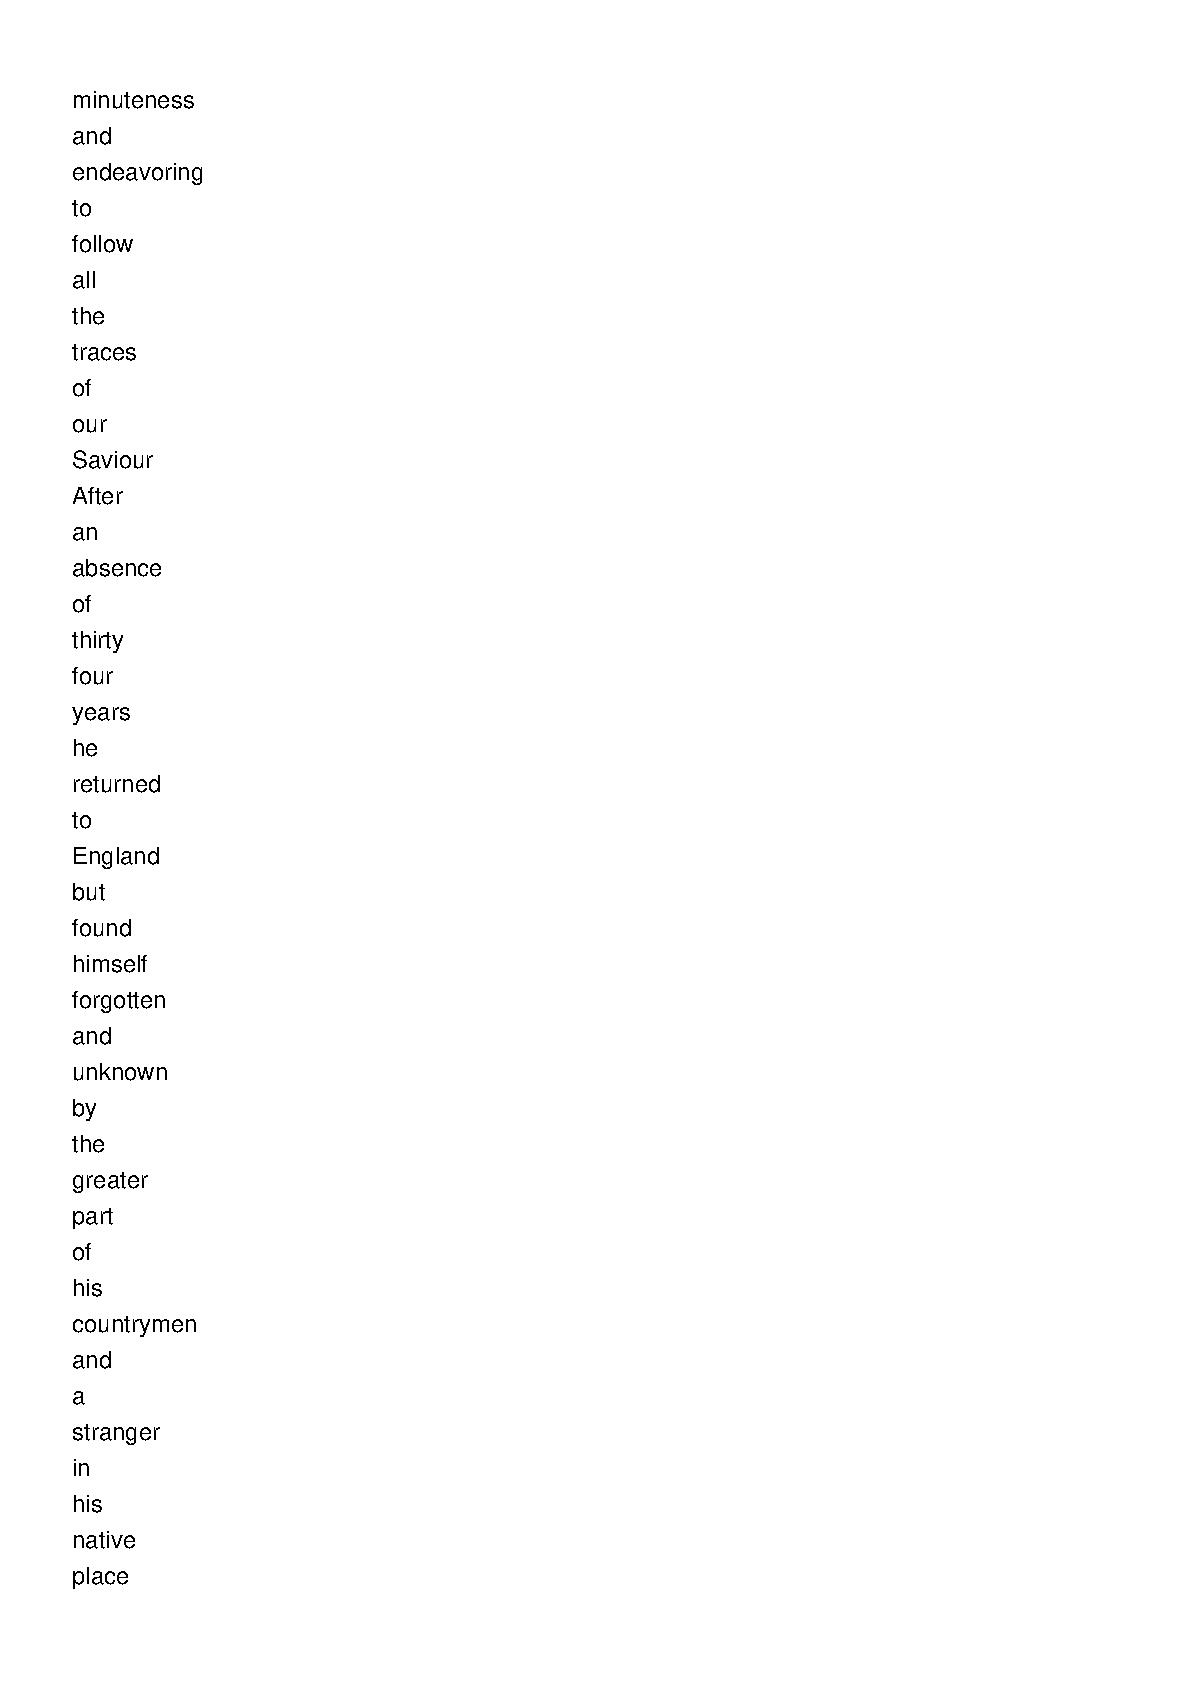 minuteness
and
endeavoring
to
follow
all
the
traces
of
our
Saviour
After
an
absence
of
thirty
four
years
he
returned
to
England
but
found
himself
forgotten
and
unknown
by
the
greater
part
of
his
countrymen
and
a
stranger
in
his
native
place